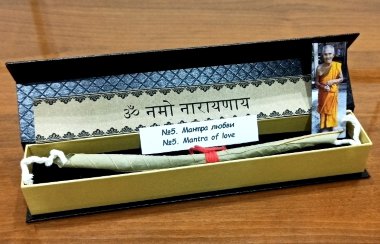 ॐ नमो नारायणाय
№5. Мантра любви
№5. Mantra of love